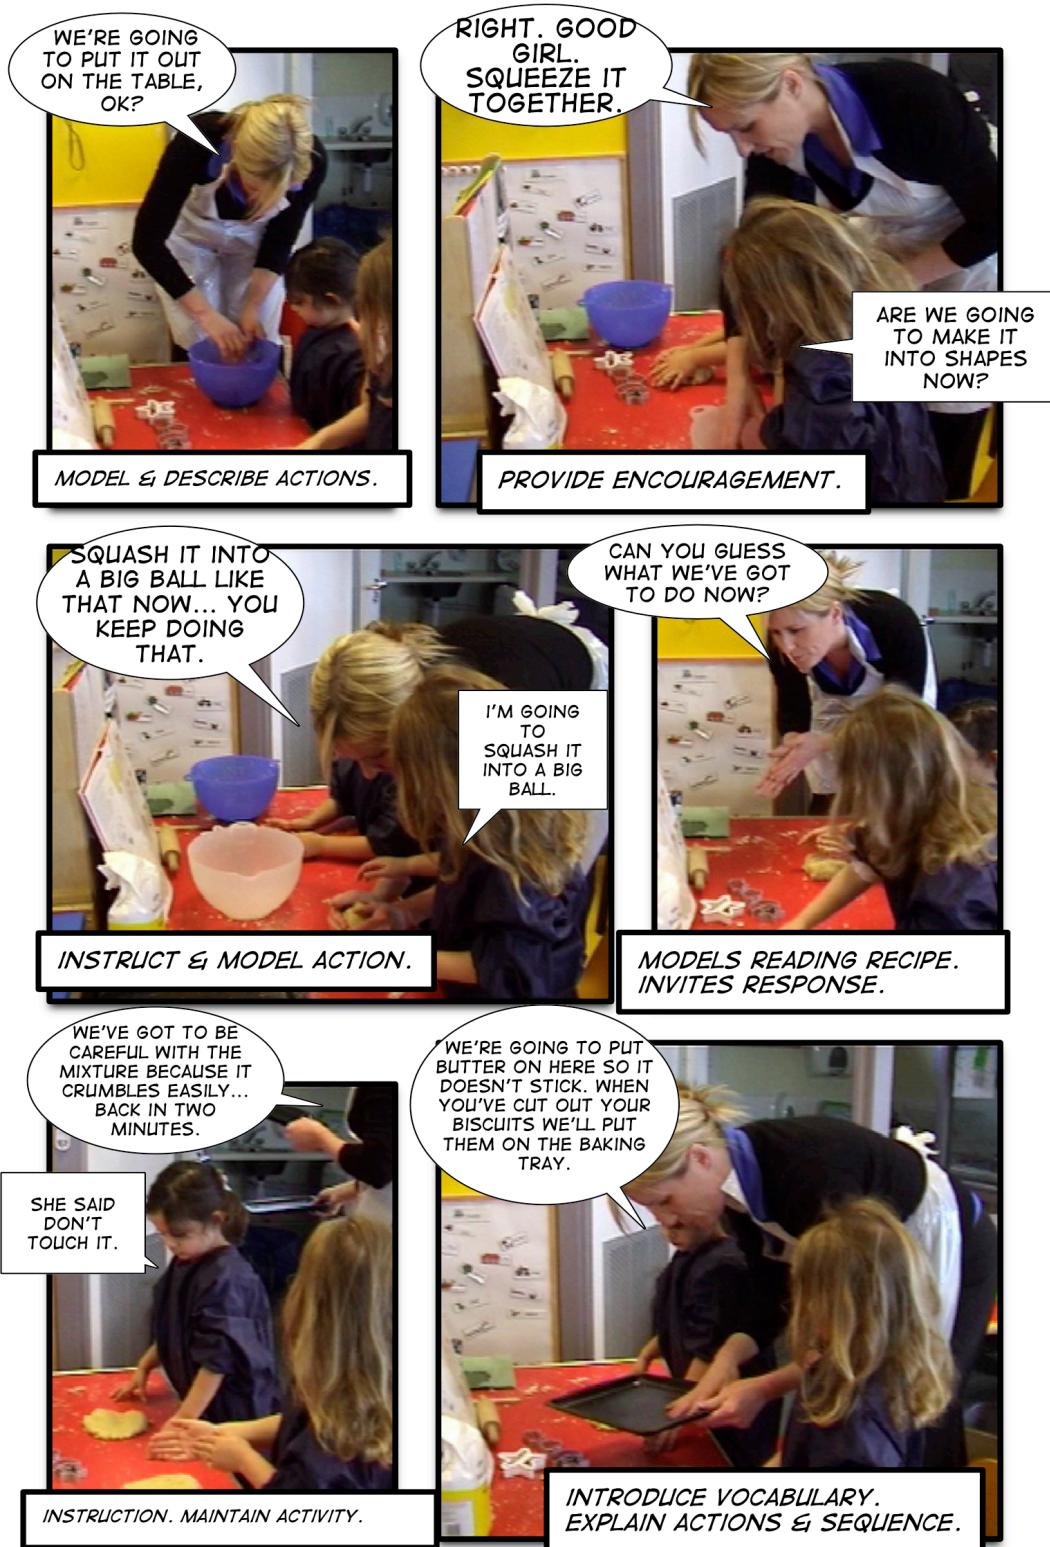 WE'RE GOING
TO PUT IT OUT
ON THE TABLE,
OK?
MODEL & DESCRIBE ACTIONS.
RIGHT. GOOD
GIRL.
SQUEEZE IT
TOGETHER.
ARE WE GOING
TO MAKE IT
INTO SHAPES
NOW?
PROVIDE ENCOURAGEMENT.
SQUASH IT INTO
A BIG BALL LIKE
THAT NOW... YOU
KEEP DOING
THAT.
I'M GOING
TO
SQUASH IT
INTO A BIG
BALL.
INSTRUCT & MODEL ACTION.
CAN YOU GUESS
WHAT WE'VE GOT
TO DO NOW?
MODELS READING RECIPE.
INVITES RESPONSE.
WE'VE GOT TO BE
CAREFUL WITH THE
MIXTURE BECAUSE IT
CRUMBLES EASILY...
BACK IN TWO
MINUTES.
SHE SAID
DON'T
TOUCH IT.
INSTRUCTION. MAINTAIN ACTIVITY.
WE'RE GOING TO PUT
BUTTER ON HERE SO IT
DOESN'T STICK. WHEN
YOU'VE CUT OUT YOUR
BISCUITS WE'LL PUT
THEM ON THE BAKING
TRAY.
INTRODUCE VOCABULARY.
EXPLAIN ACTIONS & SEQUENCE.